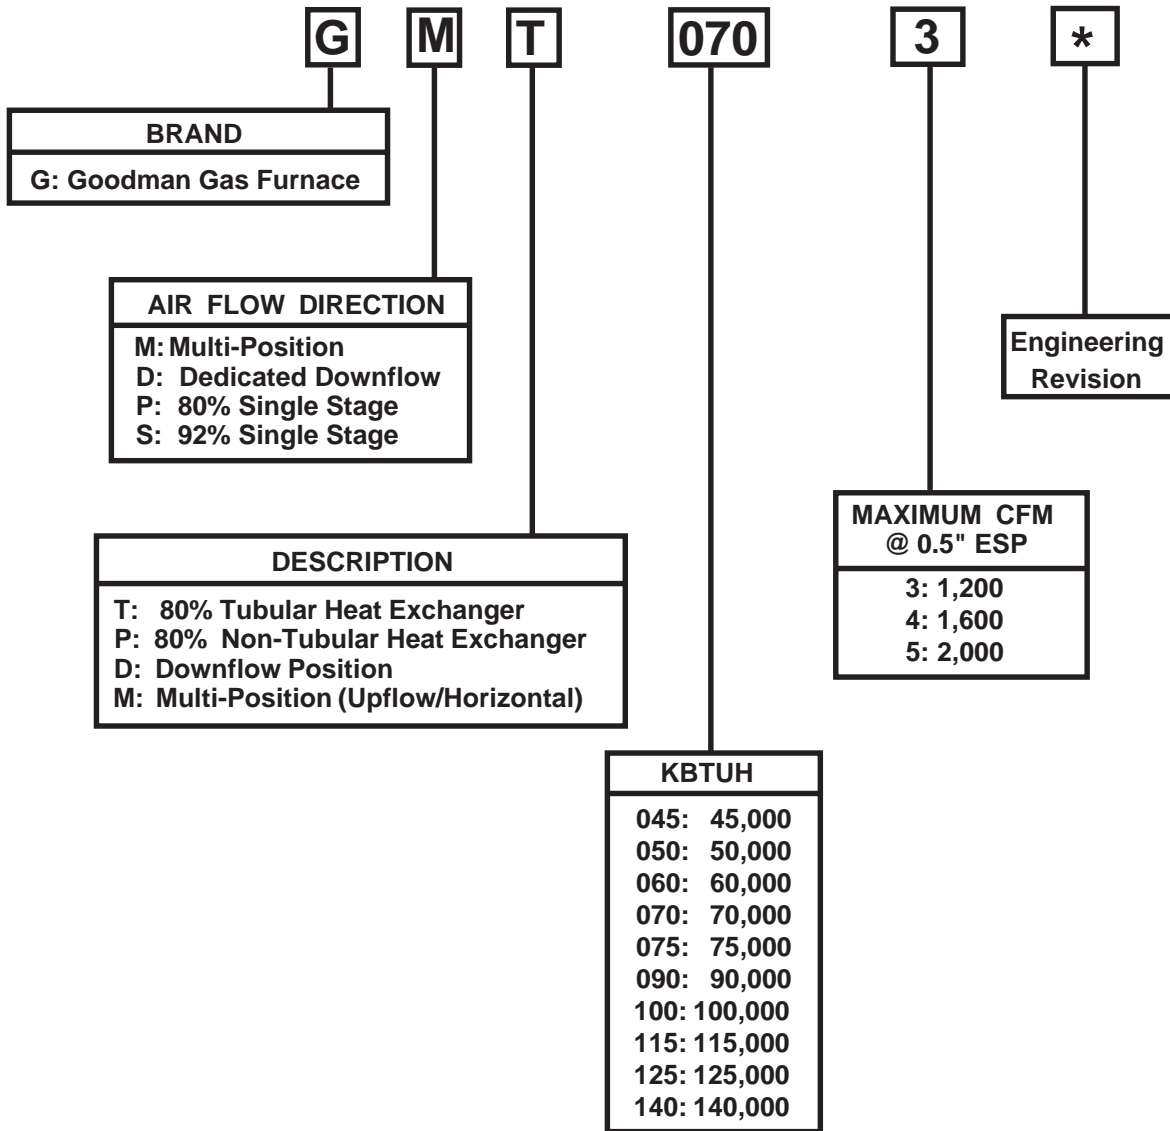 G M T 070 3 *
BRAND
G: Goodman Gas Furnace
AIR FLOW DIRECTION
M: Multi-Position
D: Dedicated Downflow
P: 80% Single Stage
S: 92% Single Stage
Engineering
Revision
MAXIMUM CFM
@ 0.5" ESP
3: 1,200
4: 1,600
5: 2,000
DESCRIPTION
T: 80% Tubular Heat Exchanger
P: 80% Non-Tubular Heat Exchanger
D: Downflow Position
M: Multi-Position (Upflow/Horizontal)
KBTUH
045: 45,000
050: 50,000
060: 60,000
070: 70,000
075: 75,000
090: 90,000
100: 100,000
115: 115,000
125: 125,000
140: 140,000